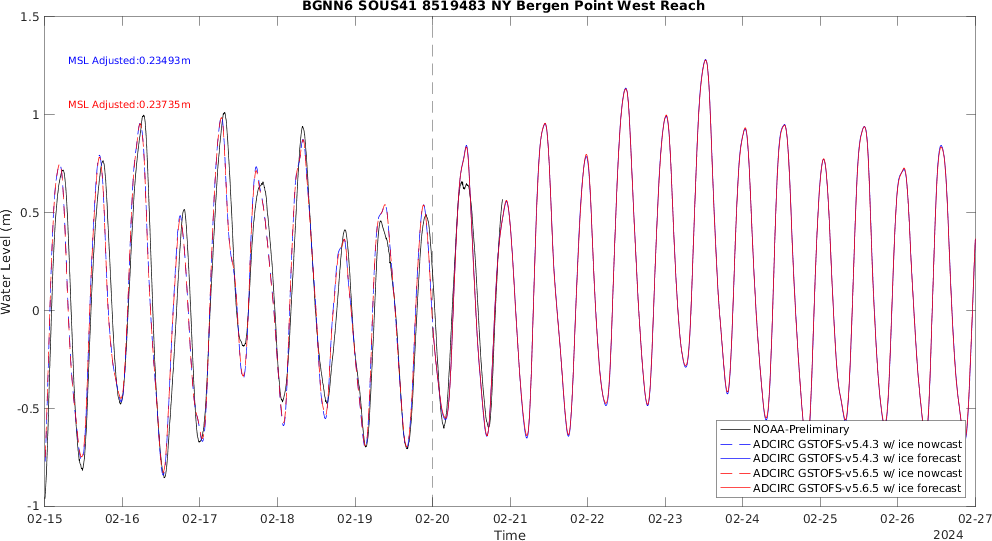 BGNN6 SOUS41 8519483 NY Bergen Point West Reach
1.5
MSL Adjusted:0.23493m
MSL Adjusted:0.23735m
1
0.5
0
-0.5
-1
Water Level (m)
NOAA-Preliminary
ADCIRC GSTOFS-v5.4.3 w/ ice nowcast
ADCIRC GSTOFS-v5.4.3 w/ ice forecast
ADCIRC GSTOFS-v5.6.5 w/ ice nowcast
ADCIRC GSTOFS-v5.6.5 w/ ice forecast
02-15 02-16 02-17 02-18 02-19 02-20 02-21 02-22 02-23 02-24 02-25 02-26 02-27
Time
2024